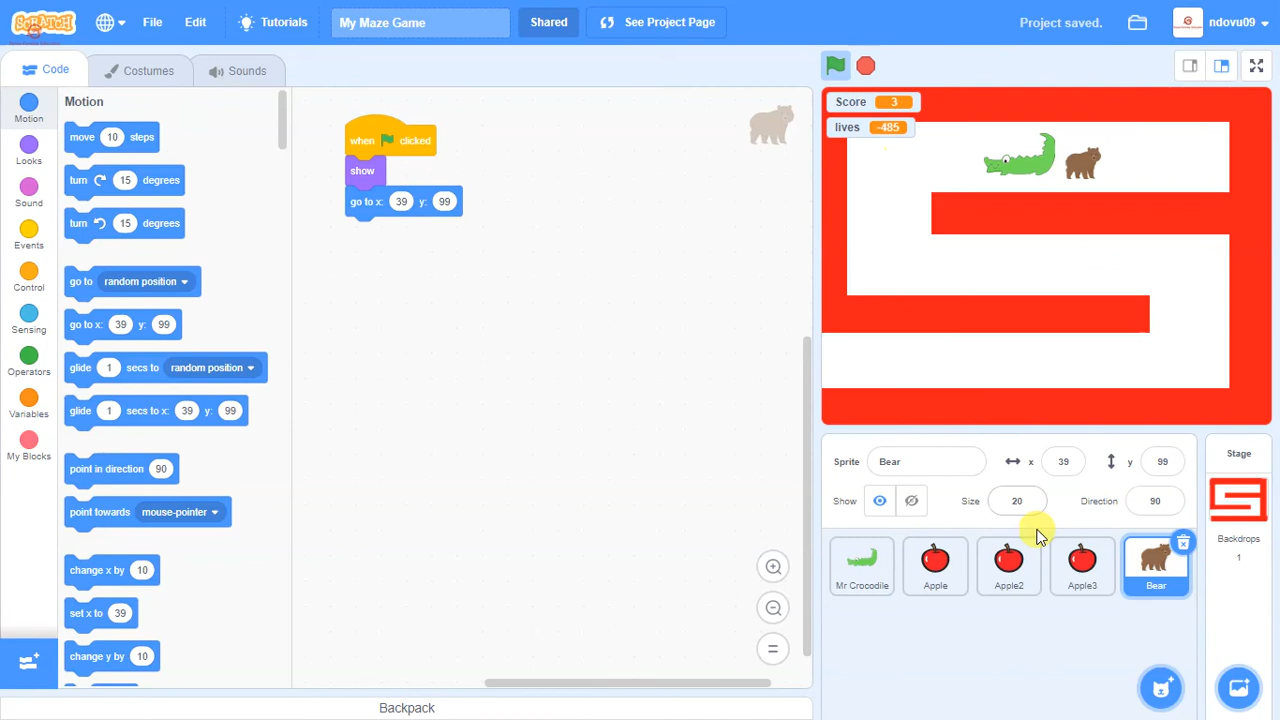 SCRATCH
File
Edit
Tutorials
My Maze Game
Shared
See Project Page
Project saved.
ndovu09
Code
Costumes
Sounds
Motion
Looks
Sound
Events
Control
Sensing
Operators
Variables
My Blocks
Motion
move 10 steps
turn 15 degrees
turn 15 degrees
go to random position
go to x: 39 y: 99
glide 1 secs to random position
glide 1 secs to x: 39 y: 99
point in direction 90
point towards mouse-pointer
change x by 10
set x to 39
change y by 10
when clicked
show
go to x: 39 y: 99
Backpack
Score 3
lives -485
Sprite Bear x 39 y 99
Show Size 20 Direction 90
Mr Crocodile
Apple
Apple2
Apple3
Bear
Stage
Backdrops
1